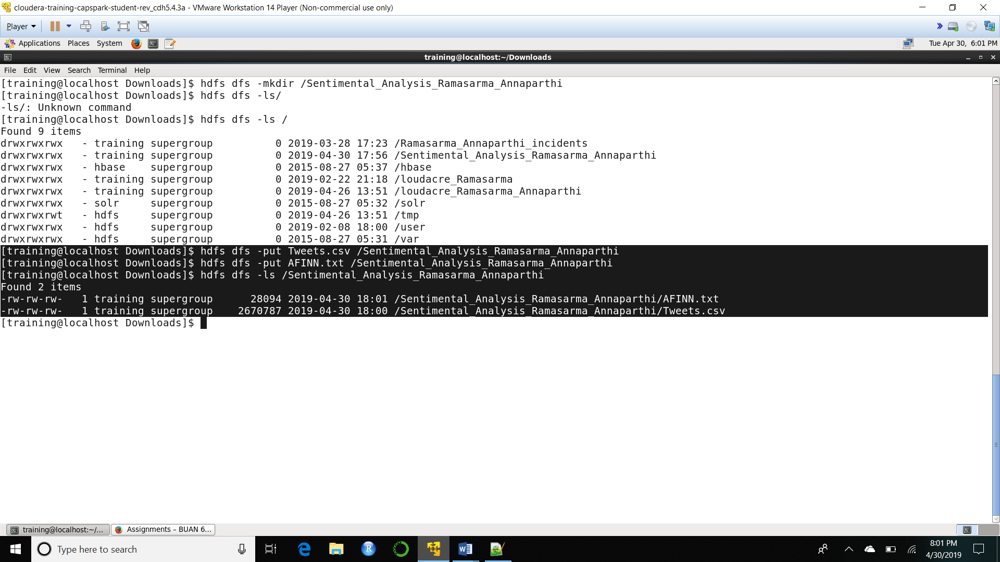 cloudera-training-capspark-student-rev_cdh5.4.3a - VMware Workstation 14 Player (Non-commercial use only)
Player
Applications Places System Tue Apr 30, 6:01 PM
training@localhost:~/Downloads
File Edit View Search Terminal Help
[training@localhost Downloads]$ hdfs dfs -mkdir /Sentimental_Analysis_Ramasarma_Annaparthi
[training@localhost Downloads]$ hdfs dfs -ls/
-ls/: Unknown command
[training@localhost Downloads]$ hdfs dfs -ls /
Found 9 items
drwxrwxrwx   - training supergroup          0 2019-03-28 17:23 /Ramasarma_Annaparthi_incidents
drwxrwxrwx   - training supergroup          0 2019-04-30 17:56 /Sentimental_Analysis_Ramasarma_Annaparthi
drwxrwxrwx   - hbase    supergroup          0 2015-08-27 05:37 /hbase
drwxrwxrwx   - training supergroup          0 2019-02-22 21:18 /loudacre_Ramasarma
drwxrwxrwx   - training supergroup          0 2019-04-26 13:51 /loudacre_Ramasarma_Annaparthi
drwxrwxrwx   - solr     supergroup          0 2015-08-27 05:32 /solr
drwxrwxrwt   - hdfs     supergroup          0 2019-04-26 13:51 /tmp
drwxrwxrwx   - hdfs     supergroup          0 2019-02-08 18:00 /user
drwxrwxrwx   - hdfs     supergroup          0 2015-08-27 05:31 /var
[training@localhost Downloads]$ hdfs dfs -put Tweets.csv /Sentimental_Analysis_Ramasarma_Annaparthi
[training@localhost Downloads]$ hdfs dfs -put AFINN.txt /Sentimental_Analysis_Ramasarma_Annaparthi
[training@localhost Downloads]$ hdfs dfs -ls /Sentimental_Analysis_Ramasarma_Annaparthi
Found 2 items
-rw-rw-rw-   1 training supergroup      28094 2019-04-30 18:01 /Sentimental_Analysis_Ramasarma_Annaparthi/AFINN.txt
-rw-rw-rw-   1 training supergroup    2670787 2019-04-30 18:00 /Sentimental_Analysis_Ramasarma_Annaparthi/Tweets.csv
[training@localhost Downloads]$
training@localhost:~/... Assignments – BUAN 6...
Type here to search
8:01 PM
4/30/2019